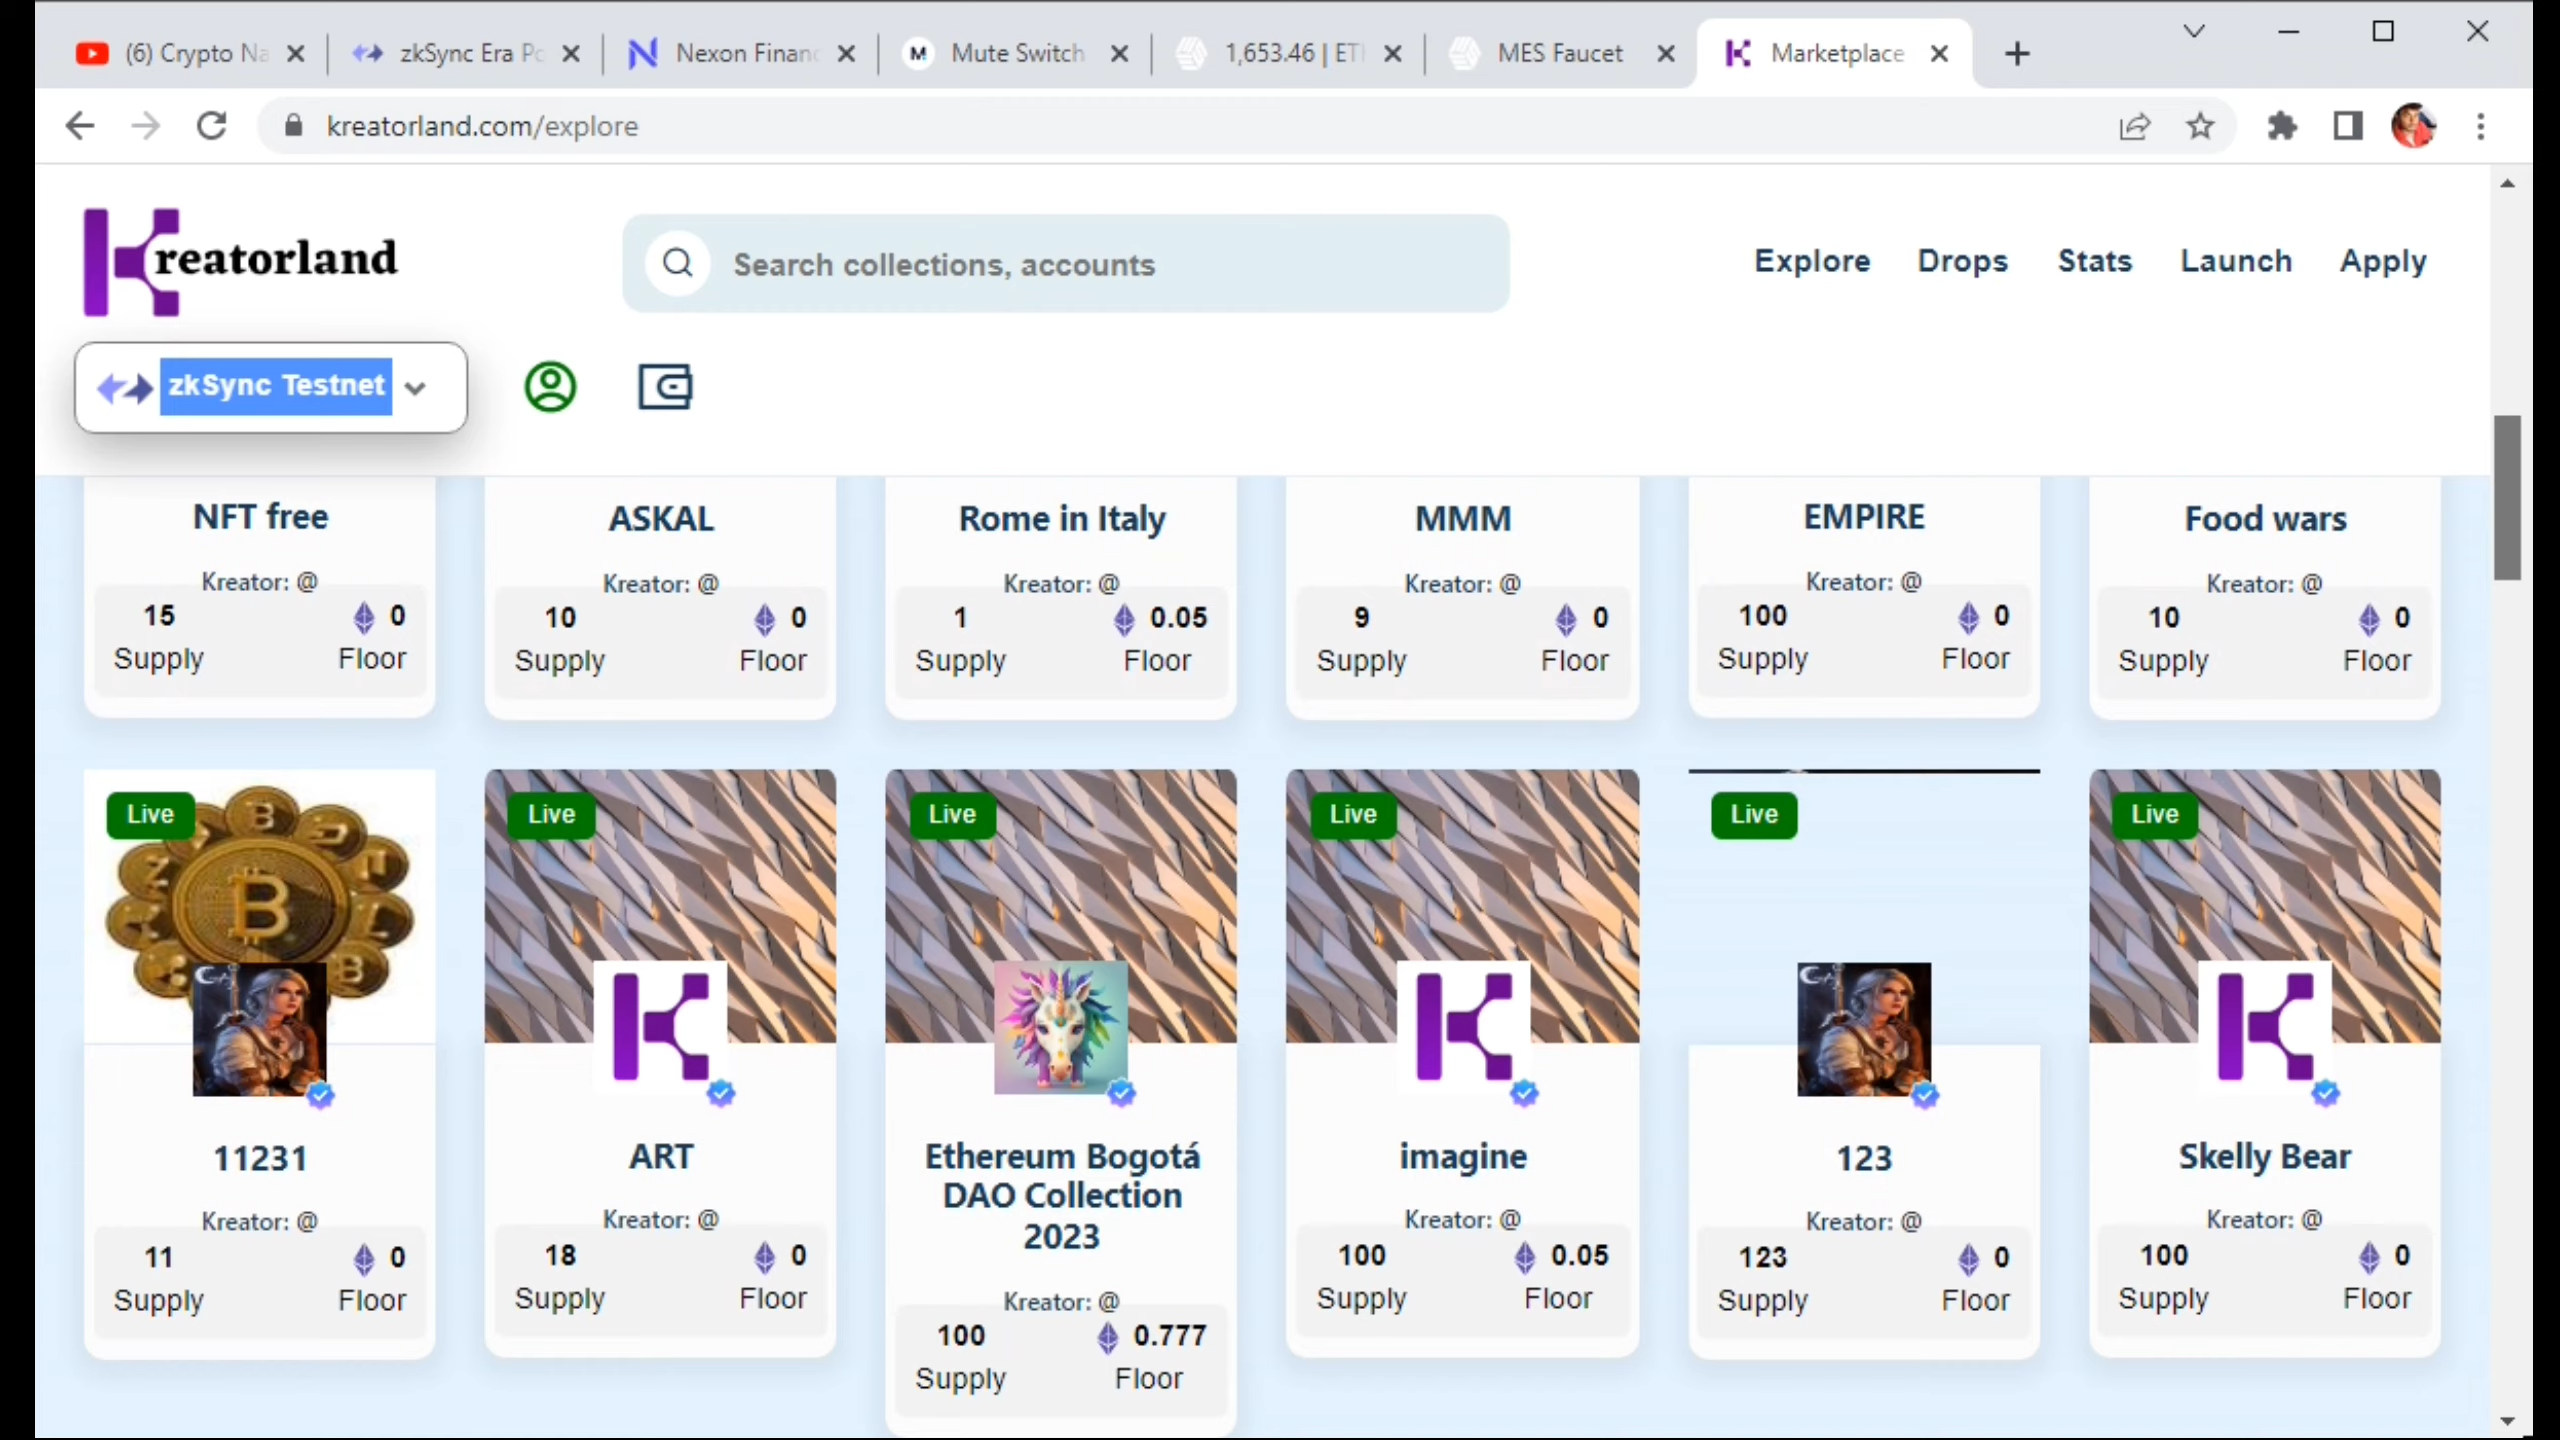 (6) Crypto Na
zkSync Era Po
Nexon Financ
Mute Switch
1,653.46 | ETH
MES Faucet
Marketplace
kreatorland.com/explore
Kreatorland
Search collections, accounts
Explore Drops Stats Launch Apply
zkSync Testnet
NFT free
Kreator: @
15 0
Supply Floor
ASKAL
Kreator: @
10 0
Supply Floor
Rome in Italy
Kreator: @
1 0.05
Supply Floor
MMM
Kreator: @
9 0
Supply Floor
EMPIRE
Kreator: @
100 0
Supply Floor
Food wars
Kreator: @
10 0
Supply Floor
Live
11231
Kreator: @
11 0
Supply Floor
Live
ART
Kreator: @
18 0
Supply Floor
Live
Ethereum Bogotá
DAO Collection
2023
Kreator: @
100 0.777
Supply Floor
Live
imagine
Kreator: @
100 0.05
Supply Floor
Live
123
Kreator: @
123 0
Supply Floor
Live
Skelly Bear
Kreator: @
100 0
Supply Floor